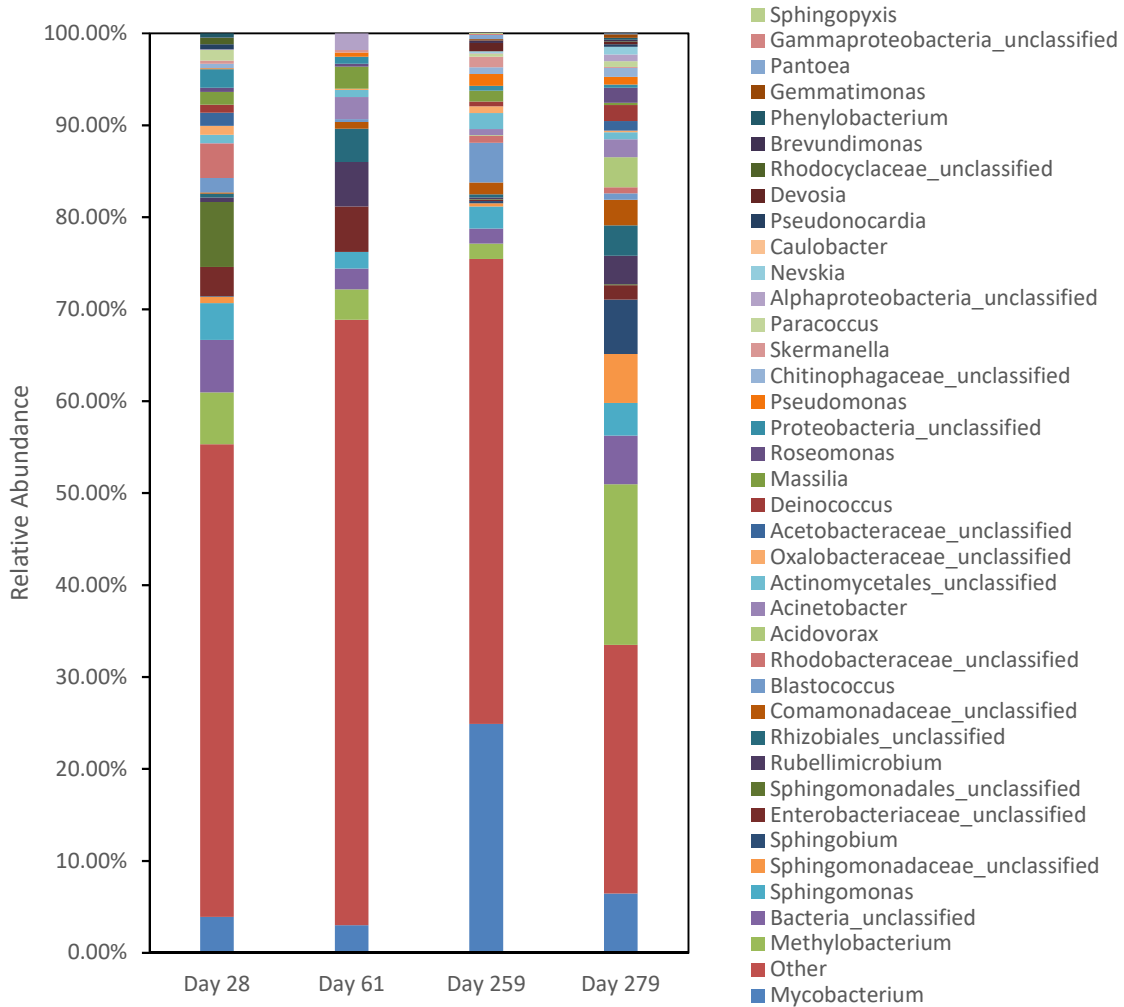 Relative Abundance
100.00%
90.00%
80.00%
70.00%
60.00%
50.00%
40.00%
30.00%
20.00%
10.00%
0.00%
Day 28
Day 61
Day 259
Day 279
Sphingopyxis
Gammaproteobacteria_unclassified
Pantoea
Gemmatimonas
Phenylobacterium
Brevundimonas
Rhodocyclaceae_unclassified
Devosia
Pseudonocardia
Caulobacter
Nevskia
Alphaproteobacteria_unclassified
Paracoccus
Skermanella
Chitinophagaceae_unclassified
Pseudomonas
Proteobacteria_unclassified
Roseomonas
Massilia
Deinococcus
Acetobacteraceae_unclassified
Oxalobacteraceae_unclassified
Actinomycetales_unclassified
Acinetobacter
Acidovorax
Rhodobacteraceae_unclassified
Blastococcus
Comamonadaceae_unclassified
Rhizobiales_unclassified
Rubellimicrobium
Sphingomonadales_unclassified
Enterobacteriaceae_unclassified
Sphingobium
Sphingomonadaceae_unclassified
Sphingomonas
Bacteria_unclassified
Methylobacterium
Other
Mycobacterium